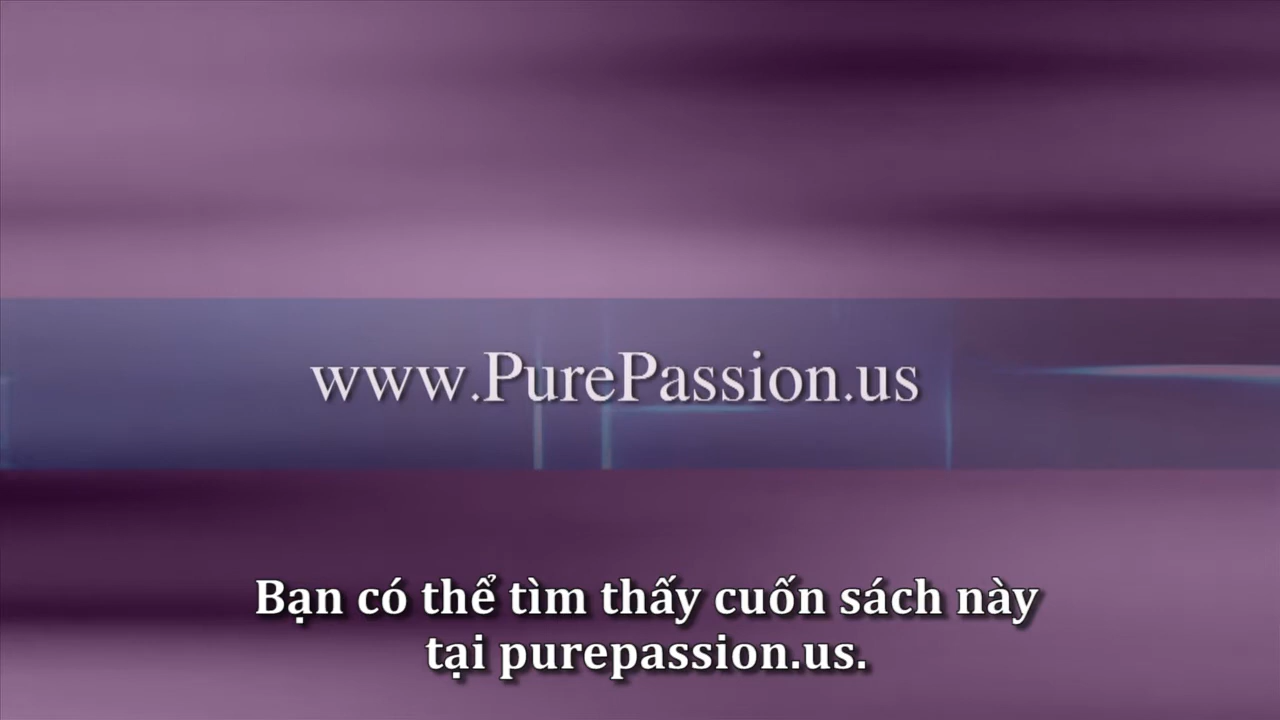 www.PurePassion.us
Bạn có thể tìm thấy cuốn sách này
tại purepassion.us.